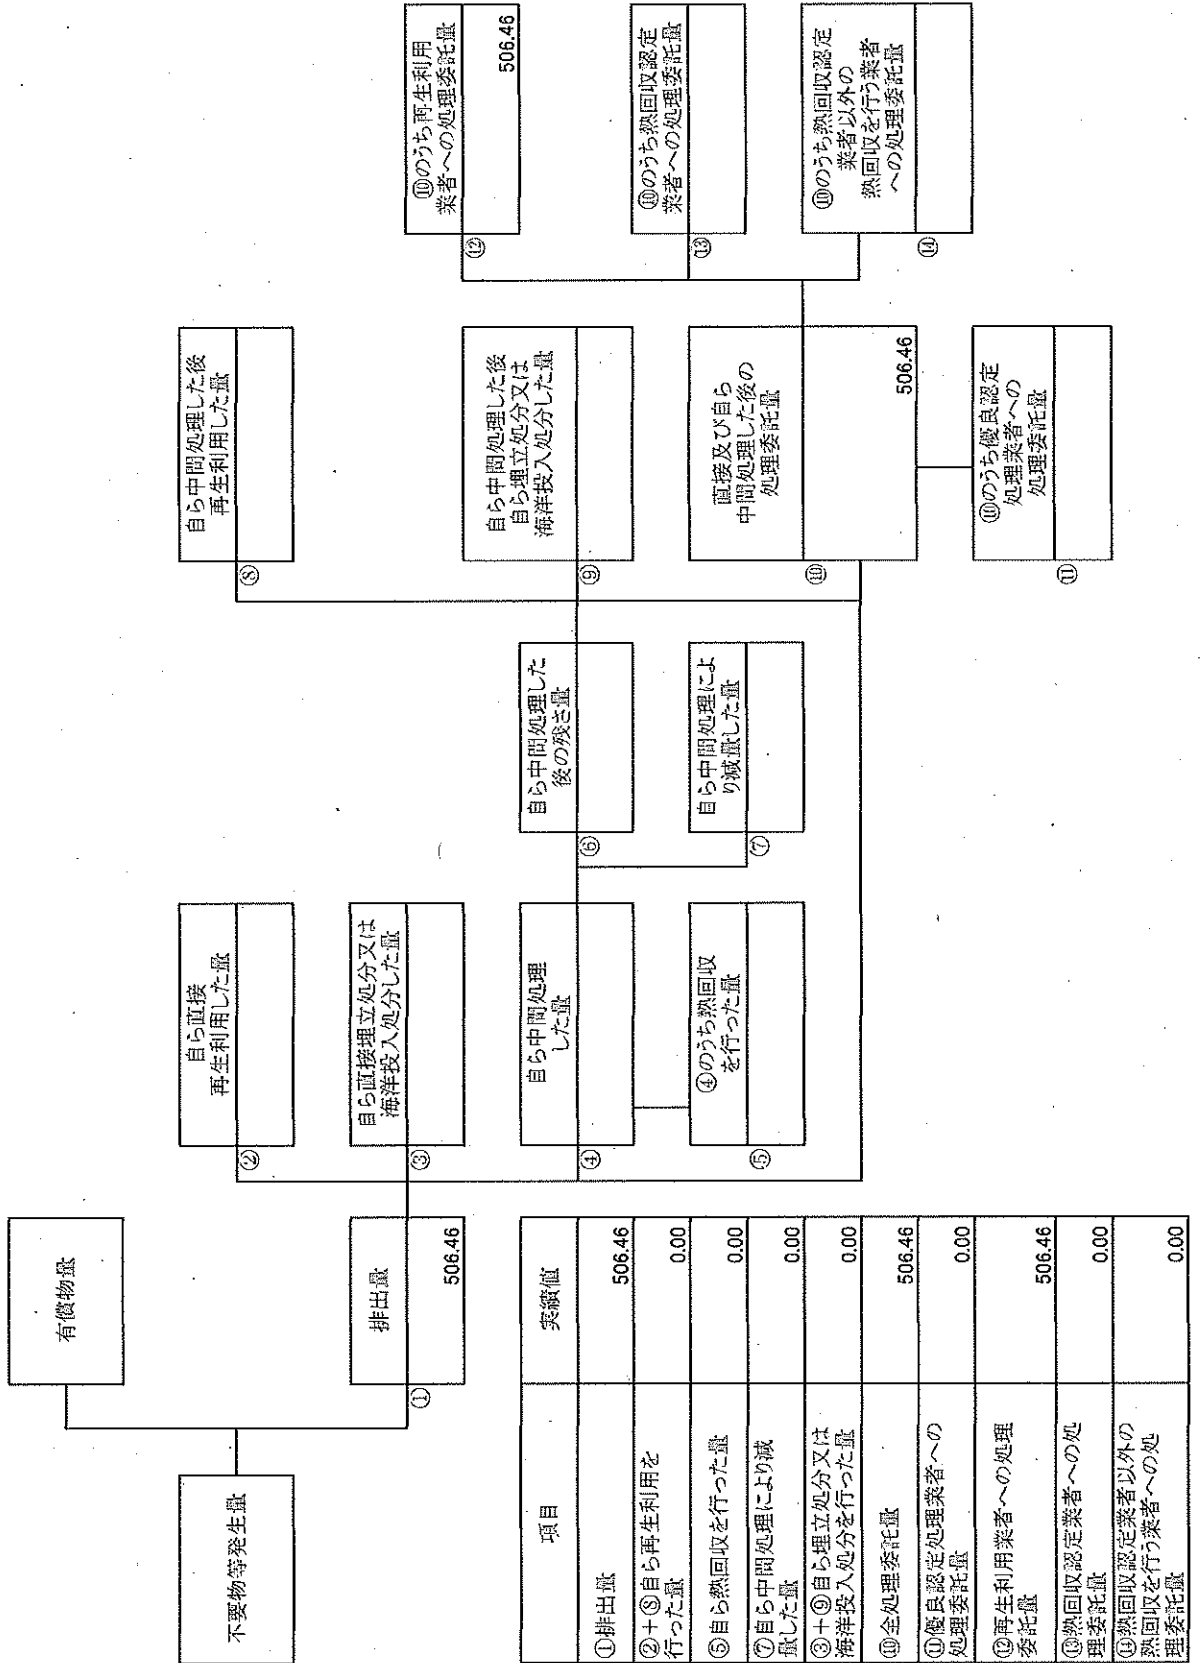 不要物等発生量
有償物量
①
排出量
506.46
②
自ら直接
再生利用した量
③
自ら直接埋立処分又は
海洋投入処分した量
④
自ら中間処理
した量
⑤
④のうち熱回収
を行った量
⑥
自ら中間処理した
後の残さ量
⑦
自ら中間処理によ
り減量した量
⑧
自ら中間処理した後
再生利用した量
⑨
自ら中間処理した後
自ら埋立処分又は
海洋投入処分した量
⑩
直接及び自ら
中間処理した後の
処理委託量
506.46
⑪
⑩のうち優良認定
処理業者への
処理委託量
⑫
⑩のうち再生利用
業者への処理委託量
506.46
⑬
⑩のうち熱回収認定
業者への処理委託量
⑭
⑩のうち熱回収認定
業者以外の
熱回収を行う業者
への処理委託量
項目 実績値
①排出量 506.46
②+⑧自ら再生利用を
行った量 0.00
⑤自ら熱回収を行った量 0.00
⑦自ら中間処理により減
量した量 0.00
③+⑨自ら埋立処分又は
海洋投入処分を行った量 0.00
⑩全処理委託量 506.46
⑪優良認定処理業者への
処理委託量 0.00
⑫再生利用業者への処理
委託量 506.46
⑬熱回収認定業者への処
理委託量 0.00
⑭熱回収認定業者以外の
熱回収を行う業者への処
理委託量 0.00